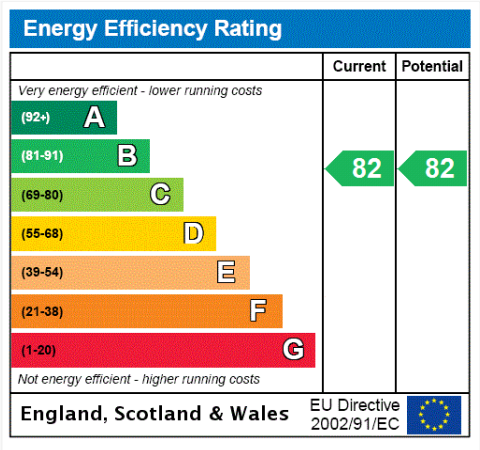 Energy Efficiency Rating
Current Potential
Very energy efficient - lower running costs
(92+) A
(81-91) B
82 82
(69-80) C
(55-68) D
(39-54) E
(21-38) F
(1-20) G
Not energy efficient - higher running costs
England, Scotland & Wales
EU Directive
2002/91/EC